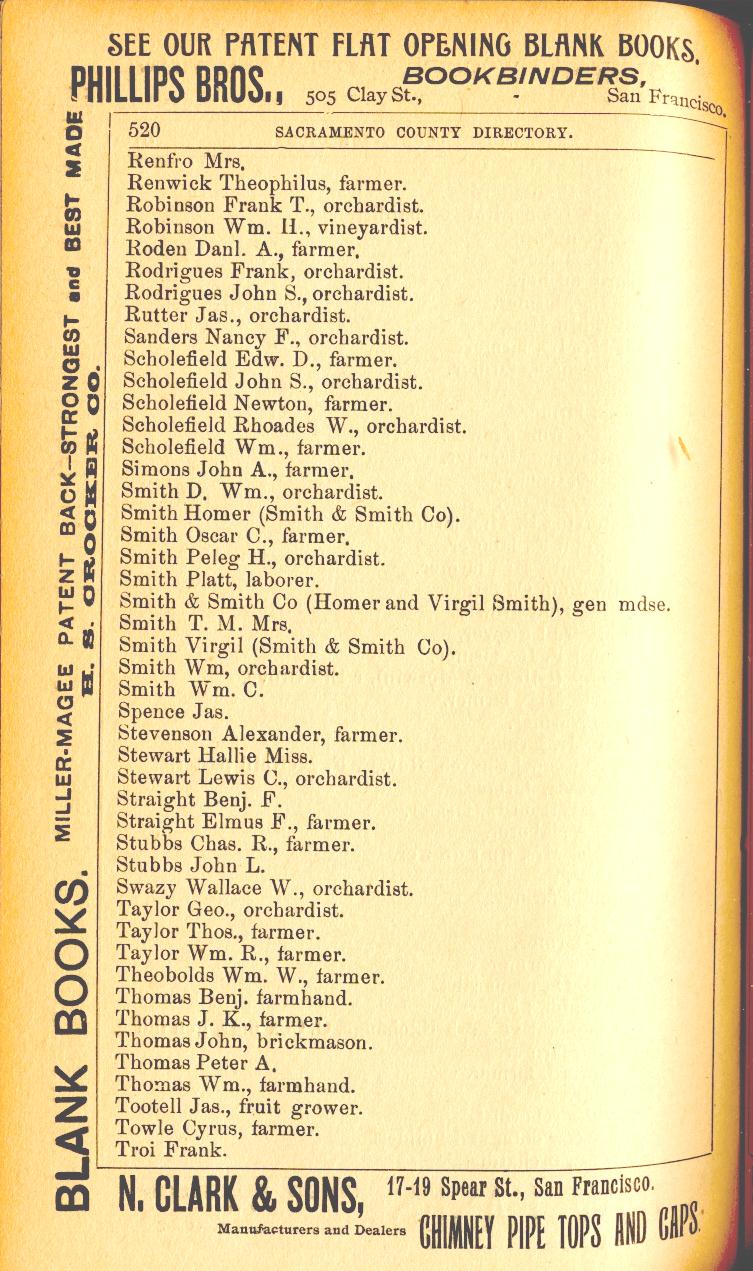 SEE OUR PATENT FLAT OPENING BLANK BOOKS.
PHILLIPS BROS., BOOKBINDERS,
505 Clay St., - San Francisco.
520 SACRAMENTO COUNTY DIRECTORY.
Renfro Mrs.
Renwick Theophilus, farmer.
Robinson Frank T., orchardist.
Robinson Wm. H., vineyardist.
Roden Danl. A., farmer.
Rodrigues Frank, orchardist.
Rodrigues John S., orchardist.
Rutter Jas., orchardist.
Sanders Nancy F., orchardist.
Scholefield Edw. D., farmer.
Scholefield John S., orchardist.
Scholefield Newton, farmer.
Scholefield Rhoades W., orchardist.
Scholefield Wm., farmer.
Simons John A., farmer.
Smith D. Wm., orchardist.
Smith Homer (Smith & Smith Co).
Smith Oscar C., farmer.
Smith Peleg H., orchardist.
Smith Platt, laborer.
Smith & Smith Co (Homer and Virgil Smith), gen mdse.
Smith T. M. Mrs.
Smith Virgil (Smith & Smith Co).
Smith Wm, orchardist.
Smith Wm. C.
Spence Jas.
Stevenson Alexander, farmer.
Stewart Hallie Miss.
Stewart Lewis C., orchardist.
Straight Benj. F.
Straight Elmus F., farmer.
Stubbs Chas. R., farmer.
Stubbs John L.
Swazy Wallace W., orchardist.
Taylor Geo., orchardist.
Taylor Thos., farmer.
Taylor Wm. R., farmer.
Theobolds Wm. W., farmer.
Thomas Benj. farmhand.
Thomas J. K., farmer.
Thomas John, brickmason.
Thomas Peter A.
Thomas Wm., farmhand.
Tootell Jas., fruit grower.
Towle Cyrus, farmer.
Troi Frank.
BLANK BOOKS. MILLER-MAGEE PATENT BACK—STRONGEST and BEST MADE.
H. S. CROCKER CO.
N. CLARK & SONS, 17-19 Spear St., San Francisco.
Manufacturers and Dealers CHIMNEY PIPE TOPS AND CAPS.